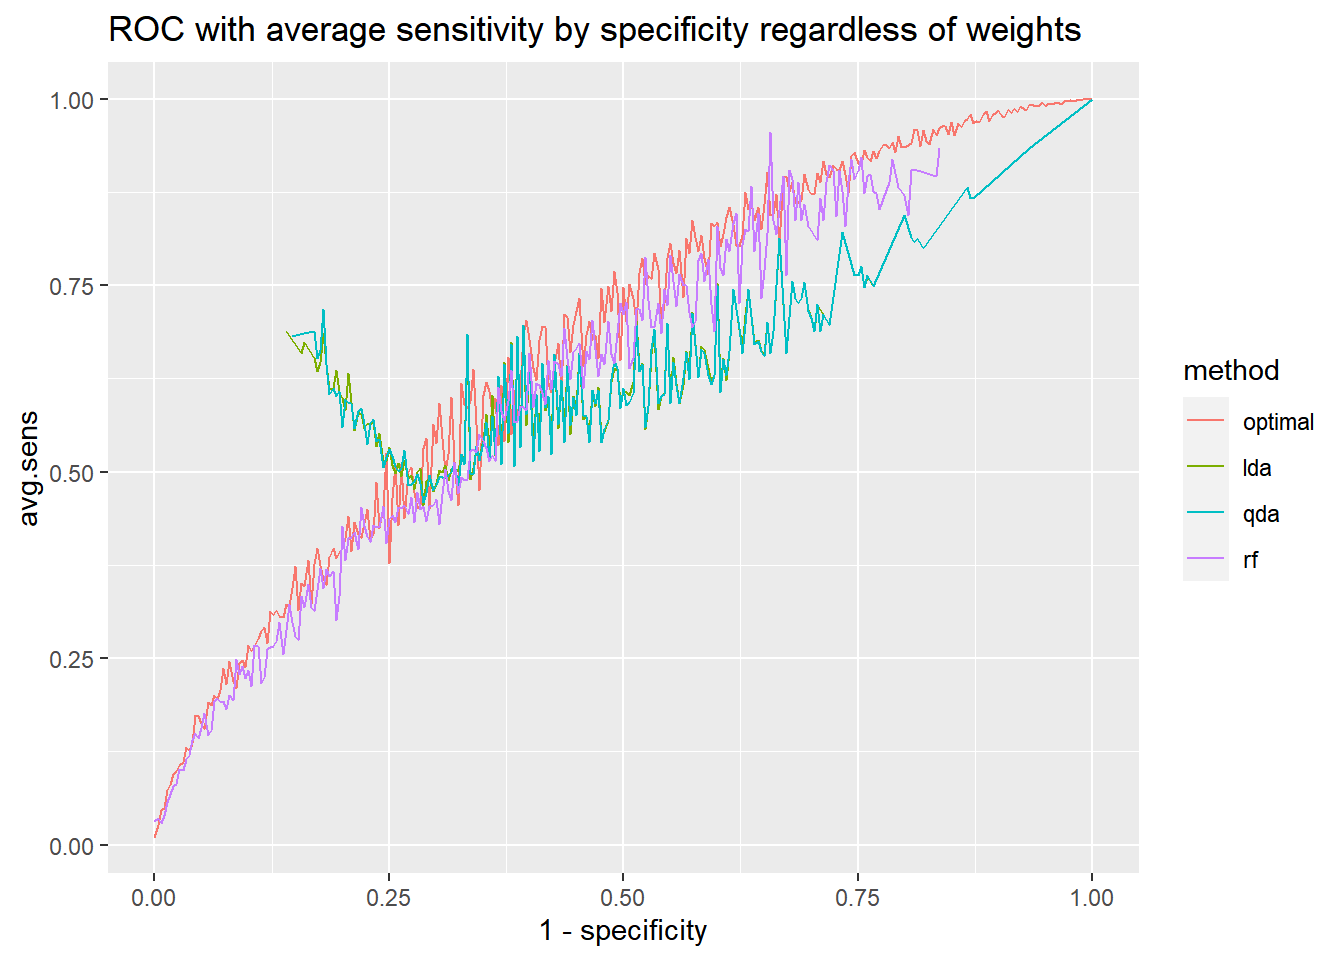 ROC with average sensitivity by specificity regardless of weights
avg.sens
1.00
0.75
0.50
0.25
0.00
0.00 0.25 0.50 0.75 1.00
1 - specificity
method
optimal
lda
qda
rf